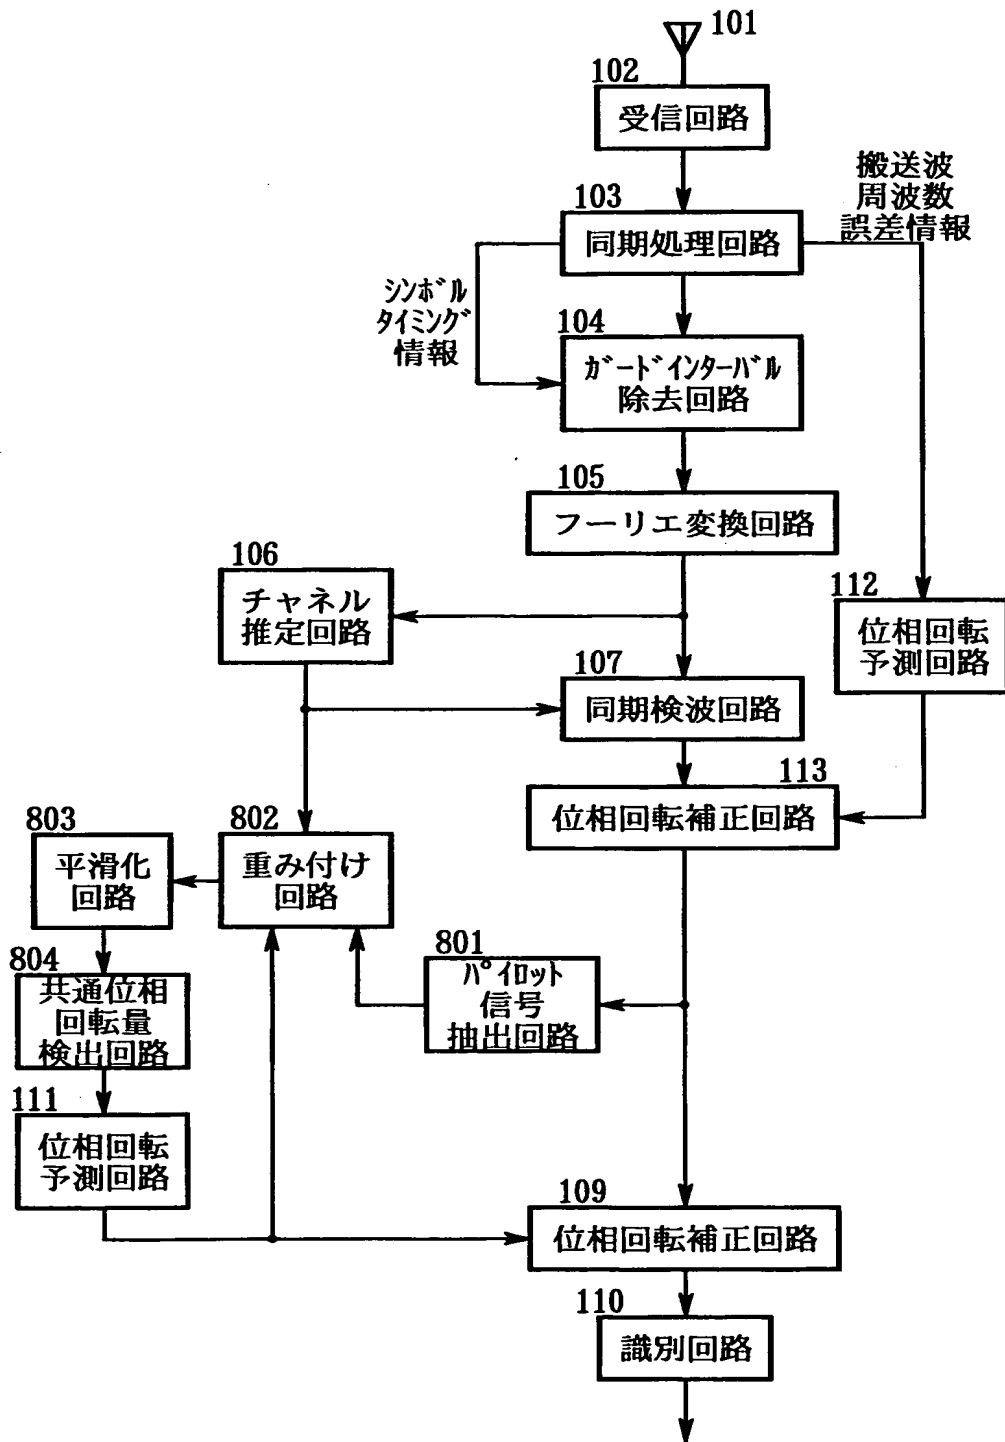 101
102
受信回路
搬送波
周波数
誤差情報
103
同期処理回路
シンボル
タイミング
情報
104
ガードインターバル
除去回路
105
フーリエ変換回路
106
チャネル
推定回路
112
位相回転
予測回路
107
同期検波回路
113
位相回転補正回路
803
平滑化
回路
802
重み付け
回路
801
パイロット
信号
抽出回路
804
共通位相
回転量
検出回路
111
位相回転
予測回路
109
位相回転補正回路
110
識別回路